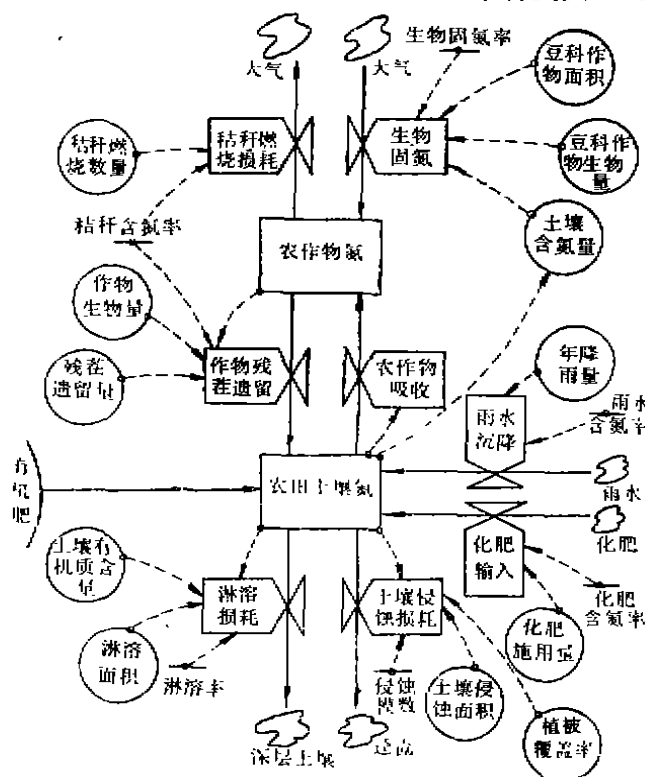 生物固氮率
大气
大气
豆科作
物面积
秸秆燃
烧数量
秸秆燃
烧损耗
生物
固氮
豆科作
物生物
量
秸秆含氮率
农作物氮
土壤
含氮量
作物
生物量
残茬
遗留量
作物残
茬遗留
农作物
吸收
年降
雨量
雨水
沉降
雨水
含氮率
有
机
肥
农田土壤氮
雨水
化肥
土壤有
机质含
量
淋溶
损耗
土壤侵
蚀损耗
化肥
输入
化肥
含氮率
淋溶
面积
淋溶率
侵蚀
模数
土壤侵
蚀面积
化肥
施用量
植被
覆盖率
深层土壤